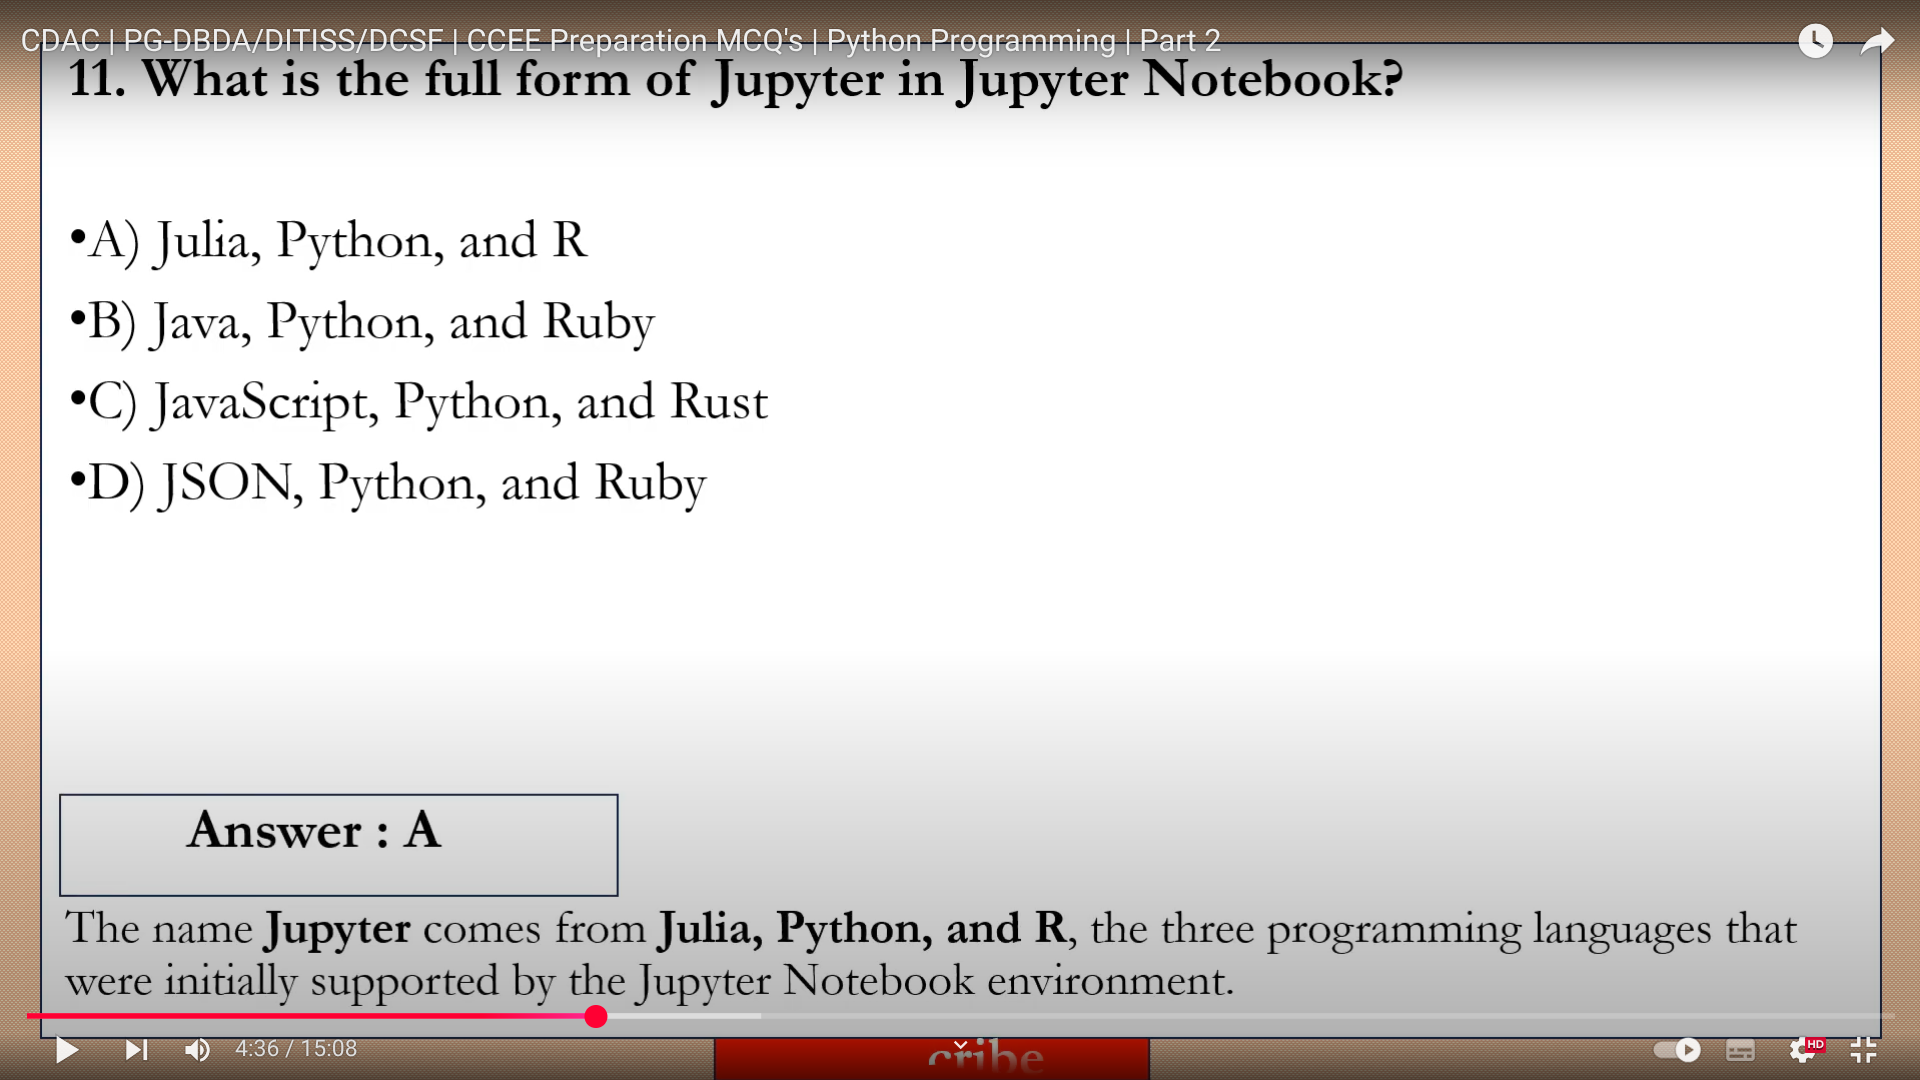 CDAC | PG-DBDA/DITISS/DCSF | CCEE Preparation MCQ's | Python Programming | Part 2
11. What is the full form of Jupyter in Jupyter Notebook?
•A) Julia, Python, and R
•B) Java, Python, and Ruby
•C) JavaScript, Python, and Rust
•D) JSON, Python, and Ruby
Answer : A
The name Jupyter comes from Julia, Python, and R, the three programming languages that
were initially supported by the Jupyter Notebook environment.
4:36 / 15:08
HD
cribe